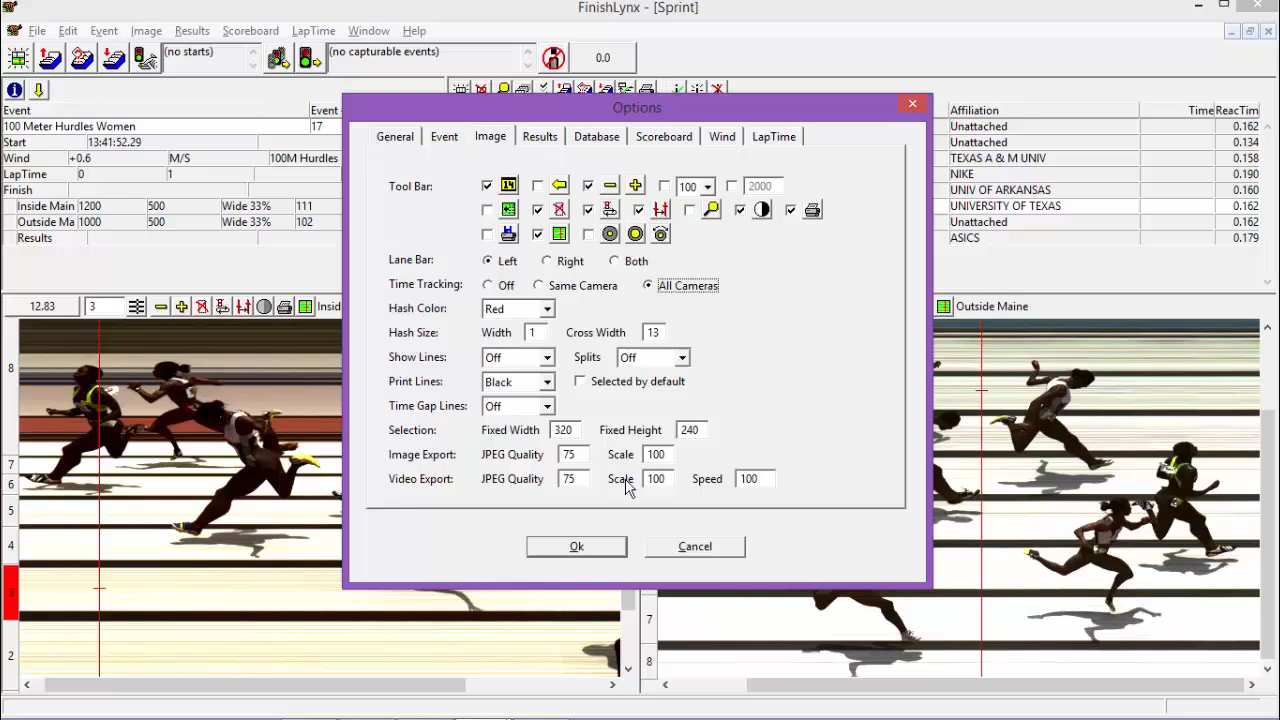 FinishLynx - [Sprint]
File Edit Event Image Results Scoreboard LapTime Window Help
(no starts) (no capturable events) 0.0
Event
100 Meter Hurdles Women 17
Start 13:41:52.29
Wind +0.6 M/S 100M Hurdles
LapTime 0 1
Finish
Inside Main 1200 500 Wide 33% 111
Outside Ma 1000 500 Wide 33% 102
Results
Affiliation Time ReacTim
Unattached 0.162
Unattached 0.134
TEXAS A & M UNIV 0.158
NIKE 0.190
UNIV OF ARKANSAS 0.160
UNIVERSITY OF TEXAS 0.166
Unattached 0.162
ASICS 0.179
12.83 3 Insid
Outside Maine
8
7
6
5
4
3
2
7
8
Options
General Event Image Results Database Scoreboard Wind LapTime
Tool Bar: 14 100 2000
Lane Bar: Left Right Both
Time Tracking: Off Same Camera All Cameras
Hash Color: Red
Hash Size: Width 1 Cross Width 13
Show Lines: Off Splits Off
Print Lines: Black Selected by default
Time Gap Lines: Off
Selection: Fixed Width 320 Fixed Height 240
Image Export: JPEG Quality 75 Scale 100
Video Export: JPEG Quality 75 Scale 100 Speed 100
Ok Cancel